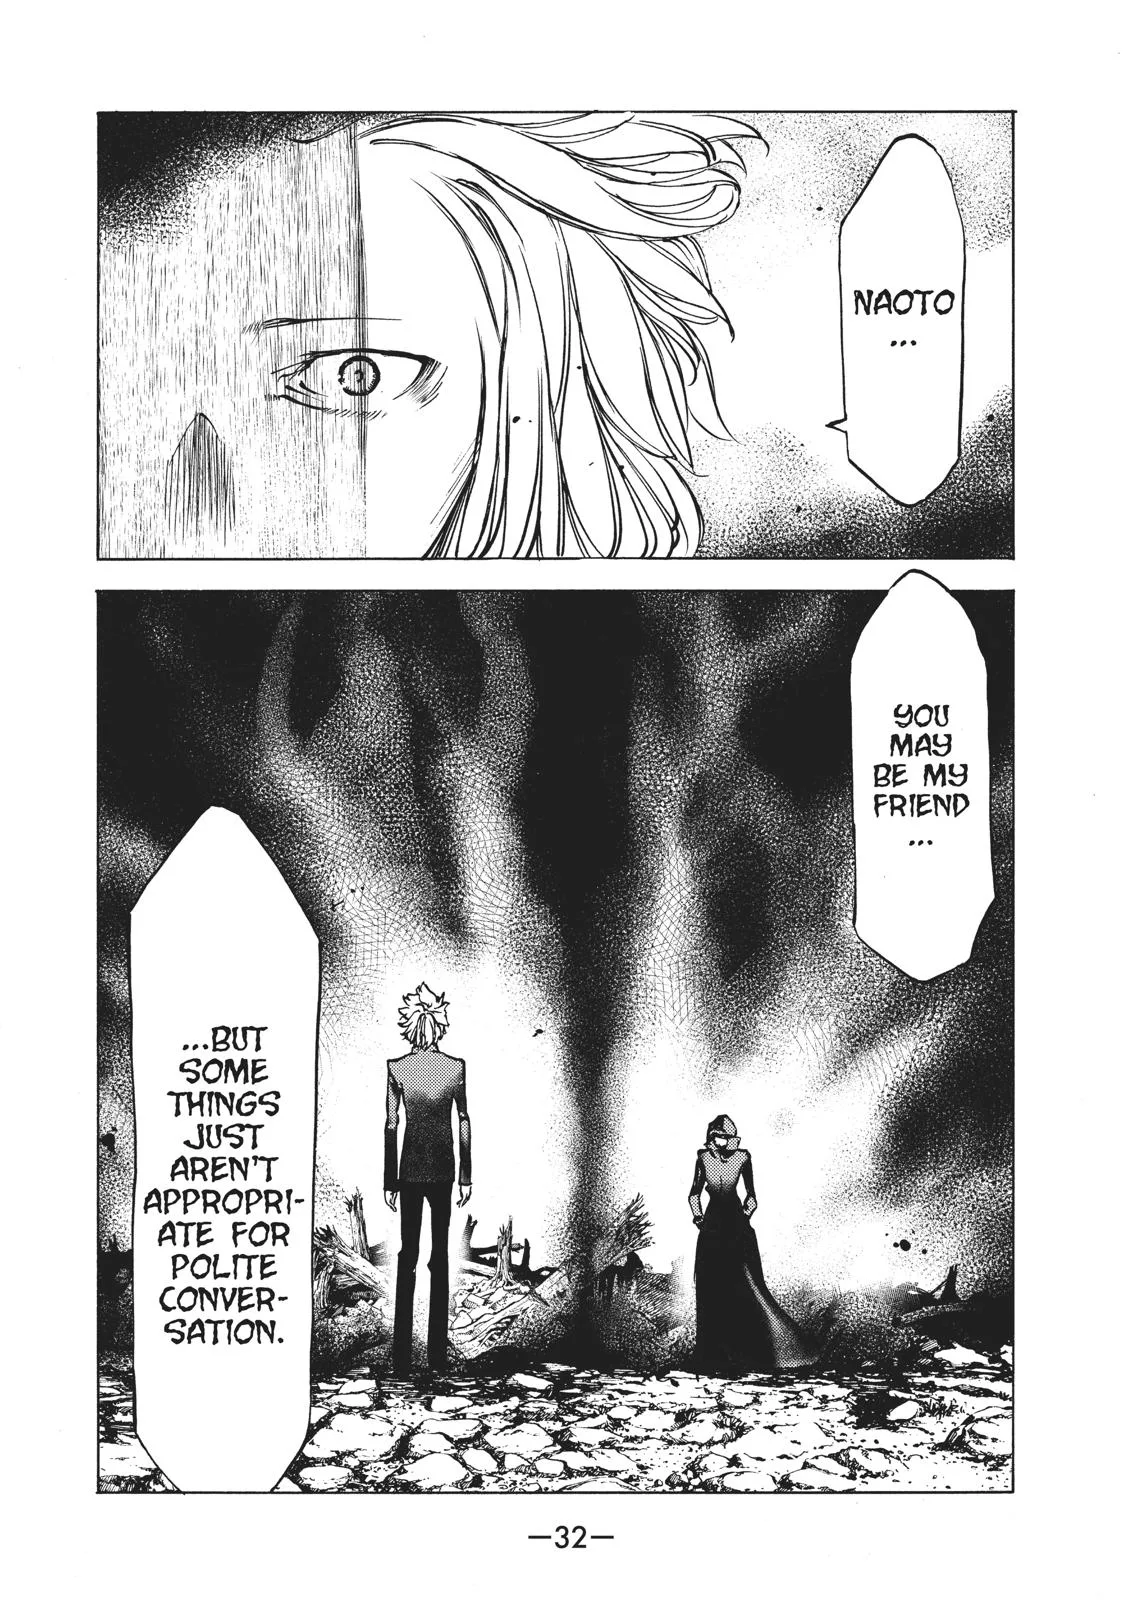 NAOTO
...
YOU
MAY
BE MY
FRIEND
...
...BUT
SOME
THINGS
JUST
AREN'T
APPROPRI-
ATE FOR
POLITE
CONVER-
SATION.
—32—